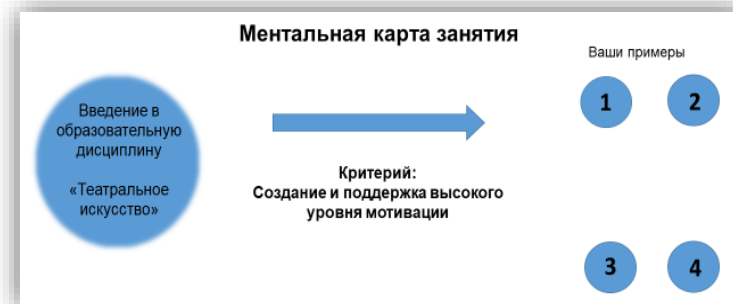 Ментальная карта занятия
Ваши примеры
Введение в
образовательную
дисциплину
«Театральное
искусство»
Критерий:
Создание и поддержка высокого
уровня мотивации
1
2
3
4